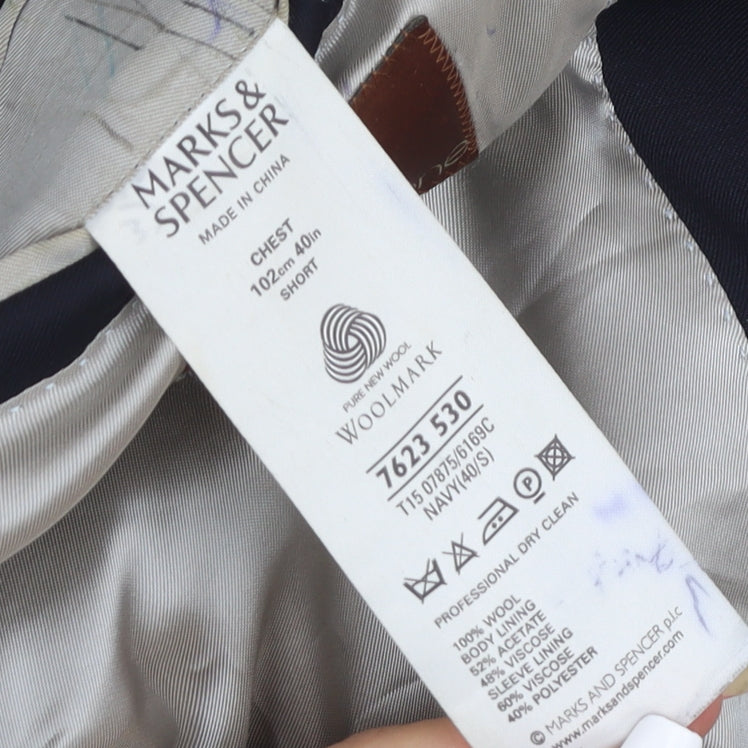 MARKS &
SPENCER
MADE IN CHINA
CHEST
102cm 40in
SHORT
PURE NEW WOOL
WOOLMARK
7623 530
T15 07875/6169C
NAVY(40/S)
P
PROFESSIONAL DRY CLEAN
100% WOOL
BODY LINING
52% ACETATE
48% VISCOSE
SLEEVE LINING
60% VISCOSE
40% POLYESTER
© MARKS AND SPENCER p.l.c
www.marksandspencer.com